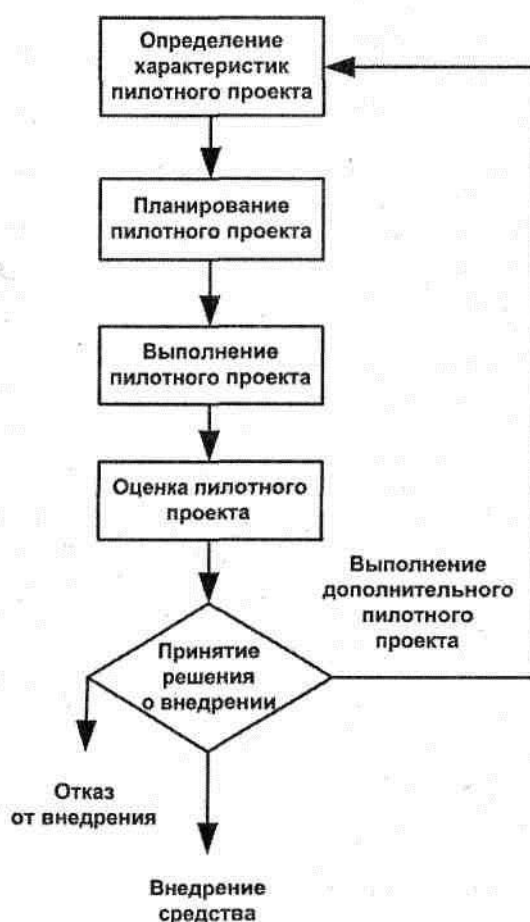 Определение
характеристик
пилотного проекта
Планирование
пилотного проекта
Выполнение
пилотного проекта
Оценка пилотного
проекта
Выполнение
дополнительного
пилотного
проекта
Принятие
решения
о внедрении
Отказ
от внедрения
Внедрение
средства